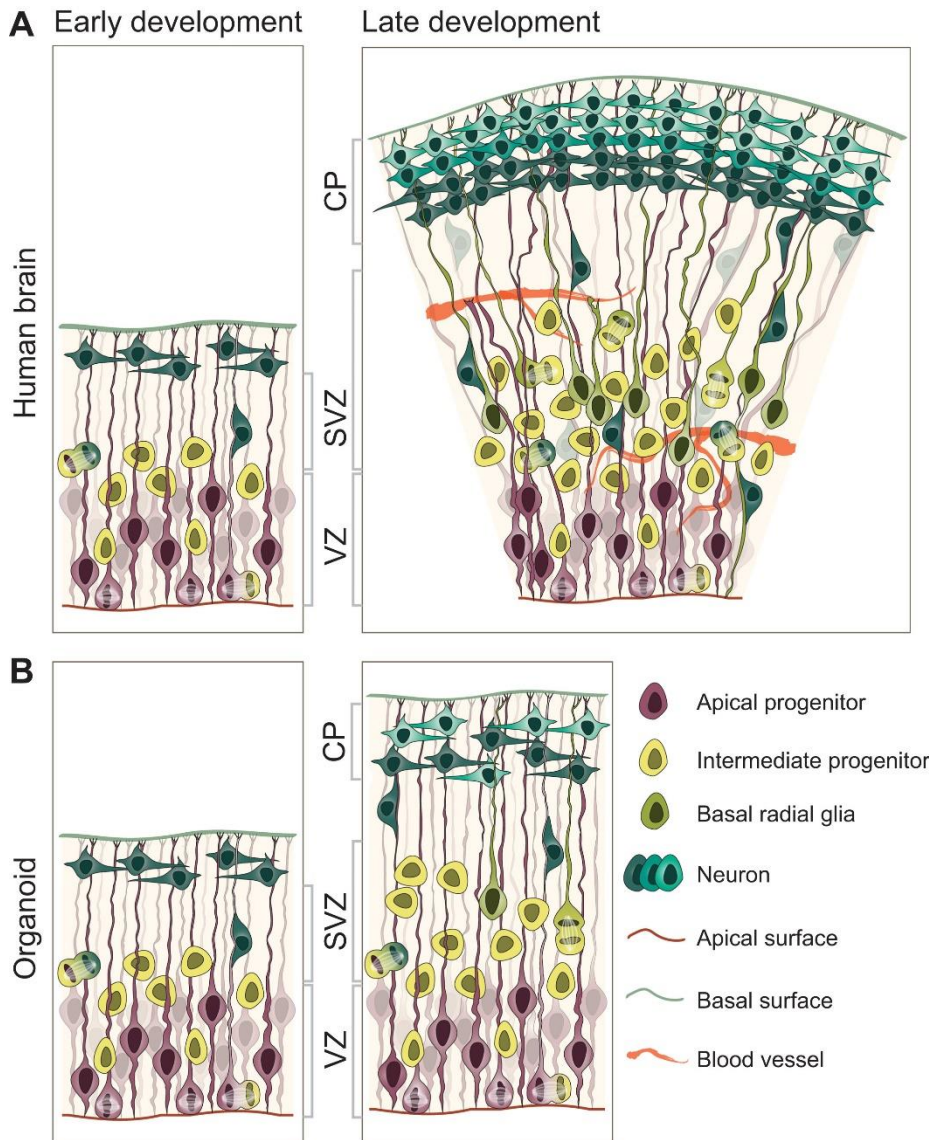 A
Early development
Late development
Human brain
CP
SVZ
VZ
B
Organoid
CP
SVZ
VZ
Apical progenitor
Intermediate progenitor
Basal radial glia
Neuron
Apical surface
Basal surface
Blood vessel